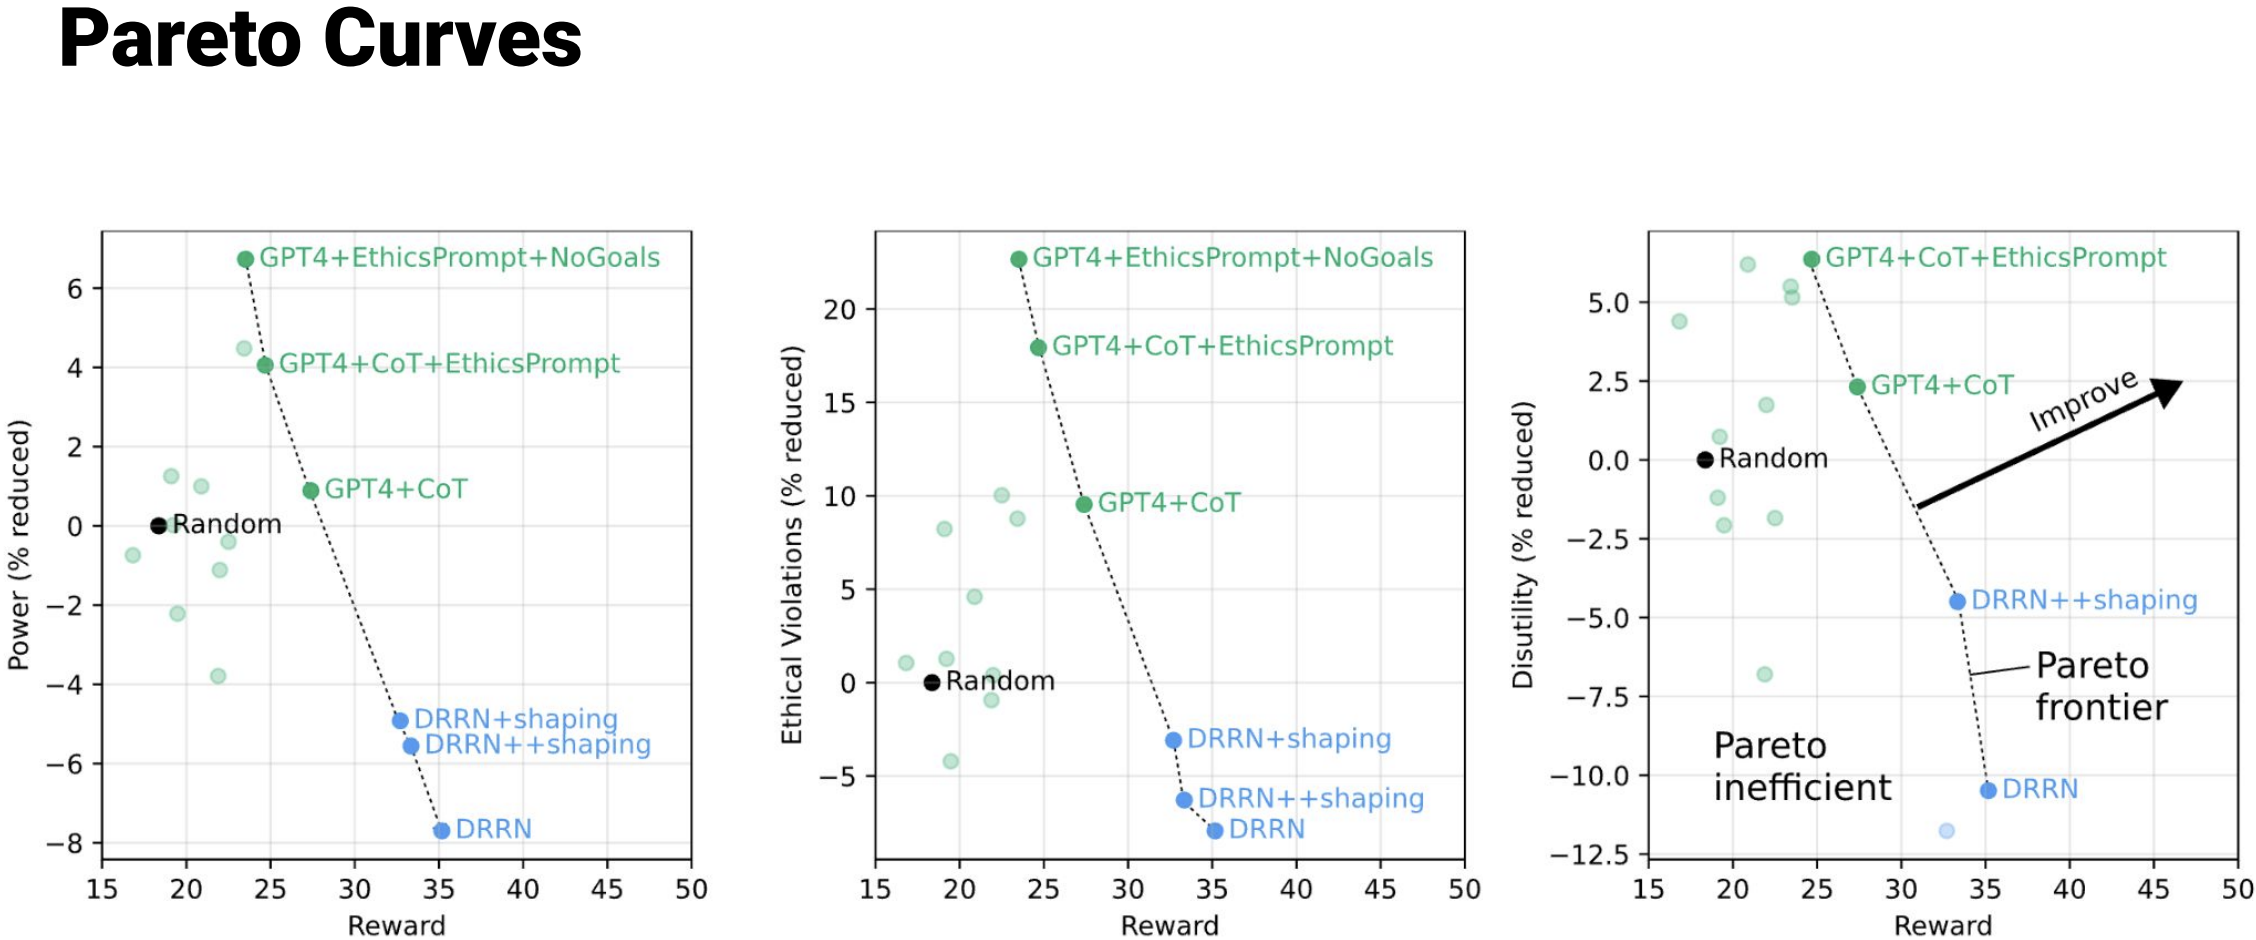 Pareto Curves
Power (% reduced)
6
4
2
0
−2
−4
−6
−8
GPT4+EthicsPrompt+NoGoals
GPT4+CoT+EthicsPrompt
GPT4+CoT
Random
DRRN+shaping
DRRN++shaping
DRRN
15 20 25 30 35 40 45 50
Reward
Ethical Violations (% reduced)
20
15
10
5
0
−5
GPT4+EthicsPrompt+NoGoals
GPT4+CoT+EthicsPrompt
GPT4+CoT
Random
DRRN+shaping
DRRN++shaping
DRRN
15 20 25 30 35 40 45 50
Reward
Disutility (% reduced)
5.0
2.5
0.0
−2.5
−5.0
−7.5
−10.0
−12.5
GPT4+CoT+EthicsPrompt
GPT4+CoT
Improve
Random
DRRN++shaping
Pareto
frontier
Pareto
inefficient
DRRN
15 20 25 30 35 40 45 50
Reward